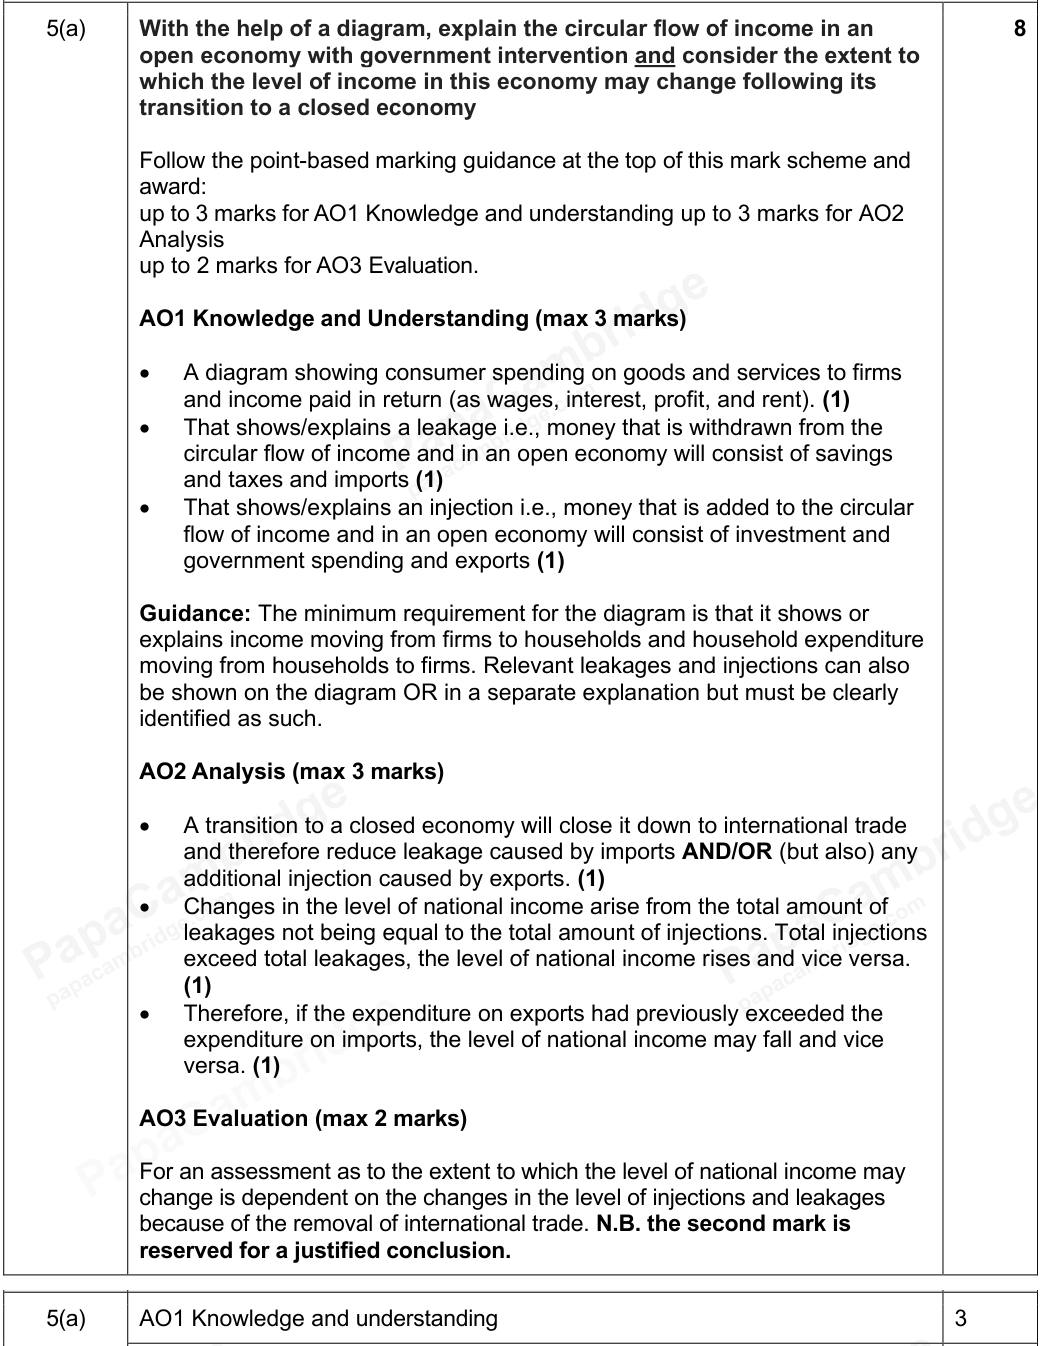 5(a)
With the help of a diagram, explain the circular flow of income in an
open economy with government intervention and consider the extent to
which the level of income in this economy may change following its
transition to a closed economy
8
Follow the point-based marking guidance at the top of this mark scheme and
award:
up to 3 marks for AO1 Knowledge and understanding up to 3 marks for AO2
Analysis
up to 2 marks for AO3 Evaluation.
AO1 Knowledge and Understanding (max 3 marks)
• A diagram showing consumer spending on goods and services to firms
and income paid in return (as wages, interest, profit, and rent). (1)
• That shows/explains a leakage i.e., money that is withdrawn from the
circular flow of income and in an open economy will consist of savings
and taxes and imports (1)
• That shows/explains an injection i.e., money that is added to the circular
flow of income and in an open economy will consist of investment and
government spending and exports (1)
Guidance: The minimum requirement for the diagram is that it shows or
explains income moving from firms to households and household expenditure
moving from households to firms. Relevant leakages and injections can also
be shown on the diagram OR in a separate explanation but must be clearly
identified as such.
AO2 Analysis (max 3 marks)
• A transition to a closed economy will close it down to international trade
and therefore reduce leakage caused by imports AND/OR (but also) any
additional injection caused by exports. (1)
• Changes in the level of national income arise from the total amount of
leakages not being equal to the total amount of injections. Total injections
exceed total leakages, the level of national income rises and vice versa.
(1)
• Therefore, if the expenditure on exports had previously exceeded the
expenditure on imports, the level of national income may fall and vice
versa. (1)
AO3 Evaluation (max 2 marks)
For an assessment as to the extent to which the level of national income may
change is dependent on the changes in the level of injections and leakages
because of the removal of international trade. N.B. the second mark is
reserved for a justified conclusion.
5(a)
AO1 Knowledge and understanding
3
PapaCambridge
papacambridge.com
PapaCambridge
papacambridge.com
PapaCambridge
papacambridge.com
PapaCambridge